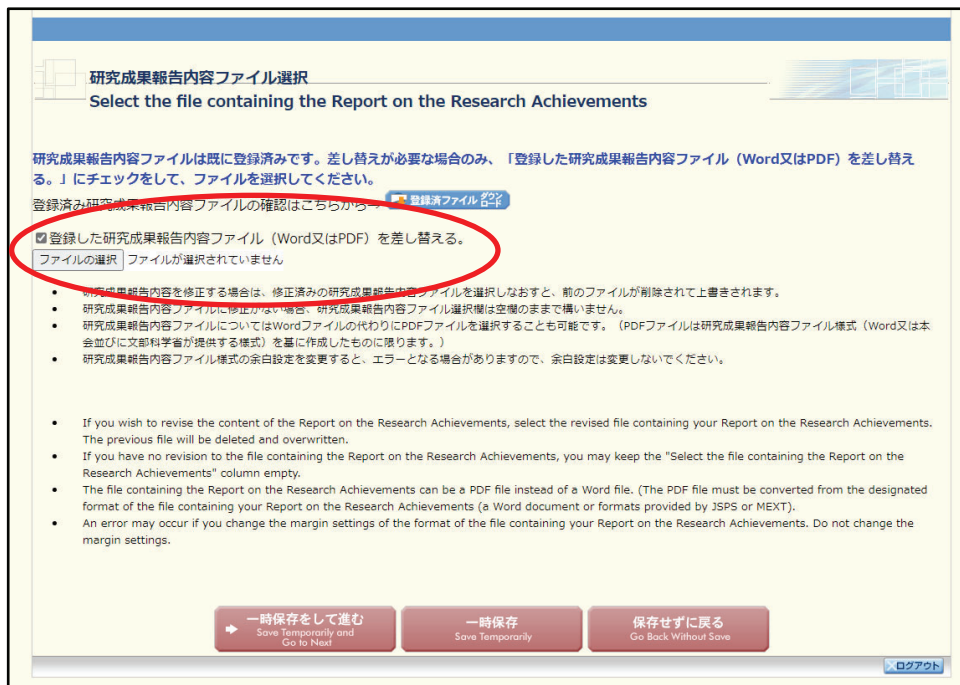 研究成果報告内容ファイル選択
Select the file containing the Report on the Research Achievements
研究成果報告内容ファイルは既に登録済みです。差し替えが必要な場合のみ、「登録した研究成果報告内容ファイル（Word又はPDF）を差し替え
る。」にチェックをして、ファイルを選択してください。
登録済み研究成果報告内容ファイルの確認はこちらから→ 登録済ファイル ダウンロード
登録した研究成果報告内容ファイル（Word又はPDF）を差し替える。
ファイルの選択 ファイルが選択されていません
• 研究成果報告内容を修正する場合は、修正済みの研究成果報告内容ファイルを選択しなおすと、前のファイルが削除されて上書きされます。
• 研究成果報告内容ファイルに修正がない場合、研究成果報告内容ファイル選択欄は空欄のままで構いません。
• 研究成果報告内容ファイルについてはWordファイルの代わりにPDFファイルを選択することも可能です。（PDFファイルは研究成果報告内容ファイル様式（Word又は本
会並びに文部科学省が提供する様式）を基に作成したものに限ります。）
• 研究成果報告内容ファイル様式の余白設定を変更すると、エラーとなる場合がありますので、余白設定は変更しないでください。
• If you wish to revise the content of the Report on the Research Achievements, select the revised file containing your Report on the Research Achievements.
The previous file will be deleted and overwritten.
• If you have no revision to the file containing the Report on the Research Achievements, you may keep the "Select the file containing the Report on the
Research Achievements" column empty.
• The file containing the Report on the Research Achievements can be a PDF file instead of a Word file. (The PDF file must be converted from the designated
format of the file containing your Report on the Research Achievements (a Word document or formats provided by JSPS or MEXT).
• An error may occur if you change the margin settings of the format of the file containing your Report on the Research Achievements. Do not change the
margin settings.
一時保存をして進む
Save Temporarily and
Go to Next
一時保存
Save Temporarily
保存せずに戻る
Go Back Without Save
ログアウト